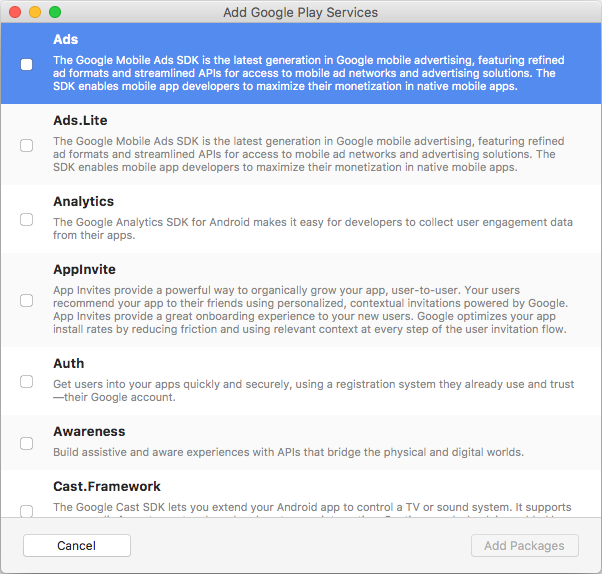 Add Google Play Services
Ads
The Google Mobile Ads SDK is the latest generation in Google mobile advertising, featuring refined
ad formats and streamlined APIs for access to mobile ad networks and advertising solutions. The
SDK enables mobile app developers to maximize their monetization in native mobile apps.
Ads.Lite
The Google Mobile Ads SDK is the latest generation in Google mobile advertising, featuring refined
ad formats and streamlined APIs for access to mobile ad networks and advertising solutions. The
SDK enables mobile app developers to maximize their monetization in native mobile apps.
Analytics
The Google Analytics SDK for Android makes it easy for developers to collect user engagement data
from their apps.
AppInvite
App Invites provide a powerful way to organically grow your app, user-to-user. Your users
recommend your app to their friends using personalized, contextual invitations powered by Google.
App Invites provide a great onboarding experience to your new users. Google optimizes your app
install rates by reducing friction and using relevant context at every step of the user invitation flow.
Auth
Get users into your apps quickly and securely, using a registration system they already use and trust
—their Google account.
Awareness
Build assistive and aware experiences with APIs that bridge the physical and digital worlds.
Cast.Framework
The Google Cast SDK lets you extend your Android app to control a TV or sound system. It supports
Cancel
Add Packages